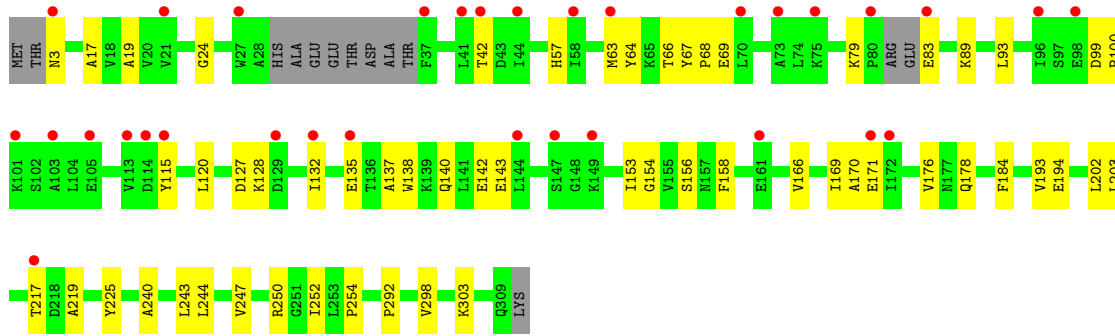 MET THR N3 A17 V18 A19 V20 V21 G24 W27 A28 HIS ALA GLU GLU THR ASP ALA THR F37 L41 T42 D43 I44 H57 I58 M63 Y64 K65 T66 Y67 P68 E69 L70 A73 L74 K75 K79 P80 ARG GLU E83 K89 L93 I96 S97 E98 D99
K101 S102 A103 L104 E105 V113 D114 Y115 L120 D127 K128 D129 I132 E135 T136 A137 W138 K139 Q140 L141 E142 E143 L144 S147 G148 K149 I153 G154 V155 S156 N157 F158 E161 V166 I169 A170 E171 I172 V176 N177 Q178 F184 V193 E194 L202
T217 D218 A219 Y225 A240 L243 L244 V247 R250 G251 I252 L253 P254 P292 V298 K303 Q309 LYS